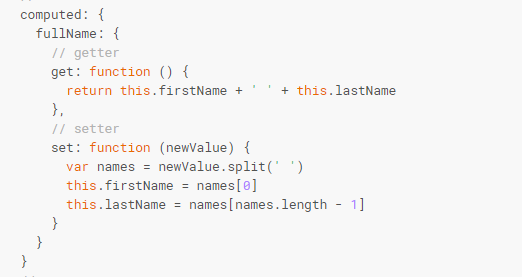 computed: {
  fullName: {
    // getter
    get: function () {
      return this.firstName + ' ' + this.lastName
    },
    // setter
    set: function (newValue) {
      var names = newValue.split(' ')
      this.firstName = names[0]
      this.lastName = names[names.length - 1]
    }
  }
}